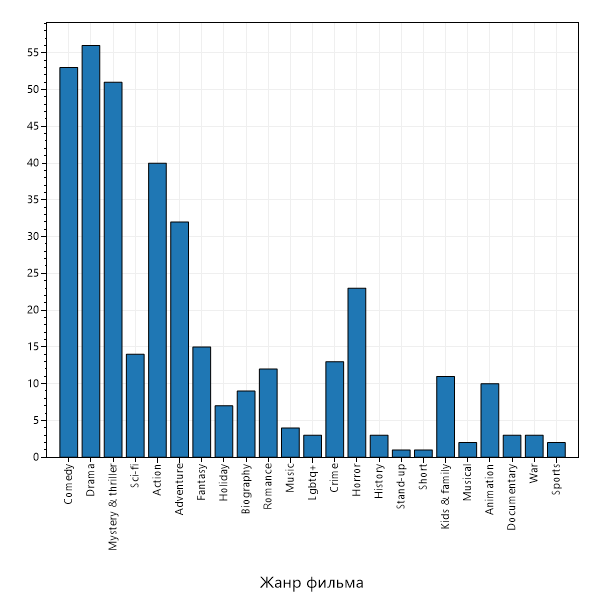 55
50
45
40
35
30
25
20
15
10
5
0
Comedy
Drama
Mystery & thriller
Sci-fi
Action
Adventure
Fantasy
Holiday
Biography
Romance
Music
Lgbtq+
Crime
Horror
History
Stand-up
Short
Kids & family
Musical
Animation
Documentary
War
Sports
Жанр фильма